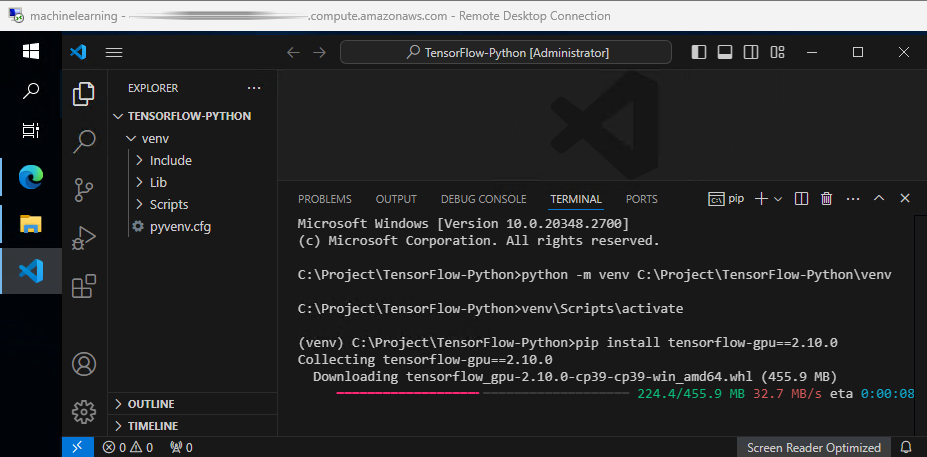 machinelearning - .compute.amazonaws.com - Remote Desktop Connection
TensorFlow-Python [Administrator]
EXPLORER
TENSORFLOW-PYTHON
venv
Include
Lib
Scripts
pyvenv.cfg
OUTLINE
TIMELINE
PROBLEMS OUTPUT DEBUG CONSOLE TERMINAL PORTS pip
Microsoft Windows [Version 10.0.20348.2700]
(c) Microsoft Corporation. All rights reserved.
C:\Project\TensorFlow-Python>python -m venv C:\Project\TensorFlow-Python\venv
C:\Project\TensorFlow-Python>venv\Scripts\activate
(venv) C:\Project\TensorFlow-Python>pip install tensorflow-gpu==2.10.0
Collecting tensorflow-gpu==2.10.0
Downloading tensorflow_gpu-2.10.0-cp39-cp39-win_amd64.whl (455.9 MB)
224.4/455.9 MB 32.7 MB/s eta 0:00:08
0 0 0 Screen Reader Optimized